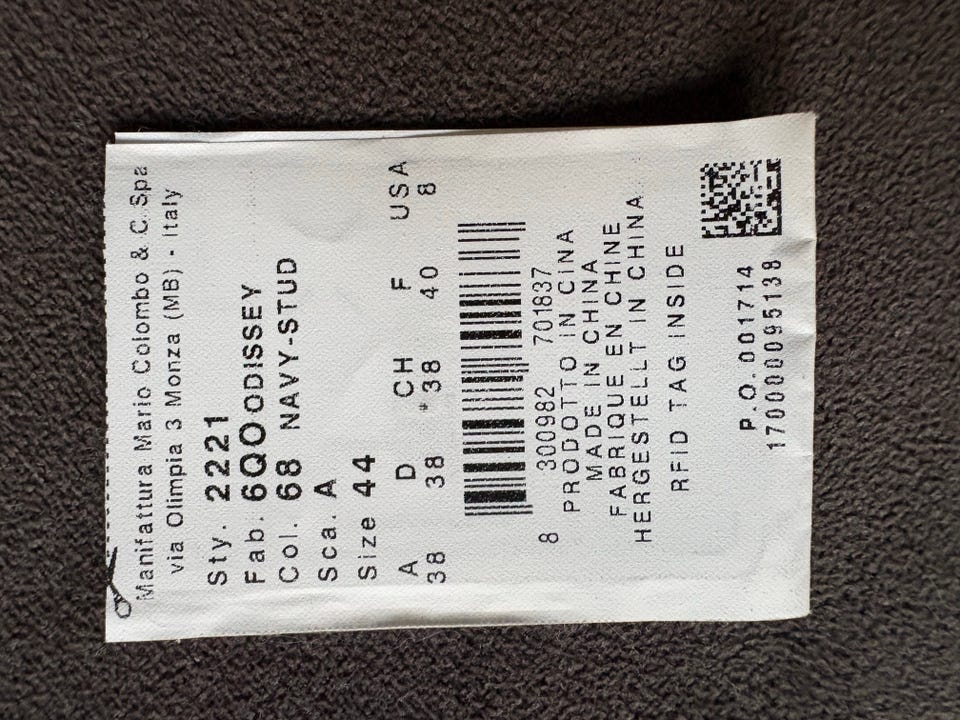 Manifattura Mario Colombo & C. Spa
via Olimpia 3 Monza (MB) - Italy
Sty. 2221
Fab. 6QO ODISSEY
Col. 68 NAVY-STUD
Sca. A
Size 44
A D CH F USA
38 38 *38 40 8
8 300982 701837
PRODOTTO IN CINA
MADE IN CHINA
FABRIQUE EN CHINE
HERGESTELLT IN CHINA
RFID TAG INSIDE
P.O. 001714
170000095138